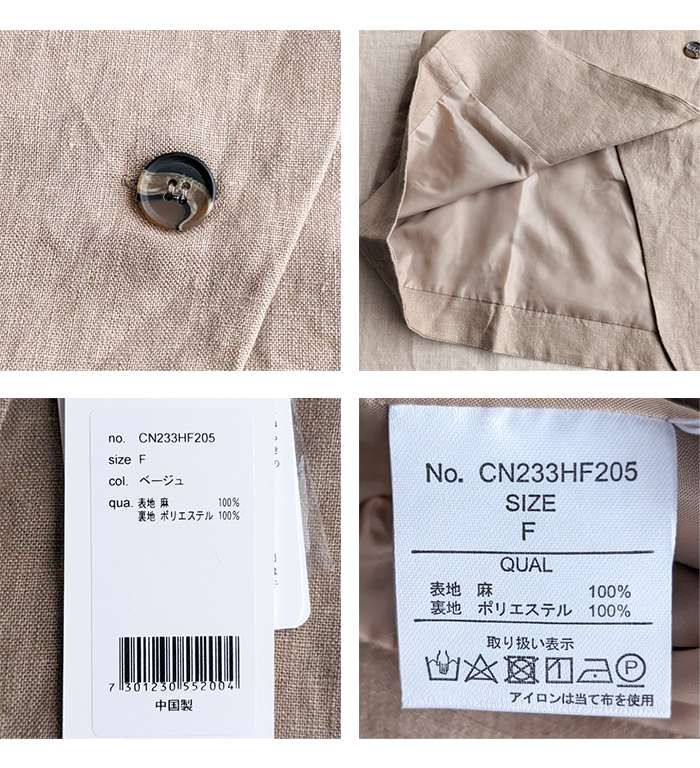 no. CN233HF205
size F
col. ベージュ
qua. 表地 麻 100%
裏地 ポリエステル 100%
7 301230 552004
中国製
No. CN233HF205
SIZE
F
QUAL
表地 麻 100%
裏地 ポリエステル 100%
取り扱い表示
P
アイロンは当て布を使用